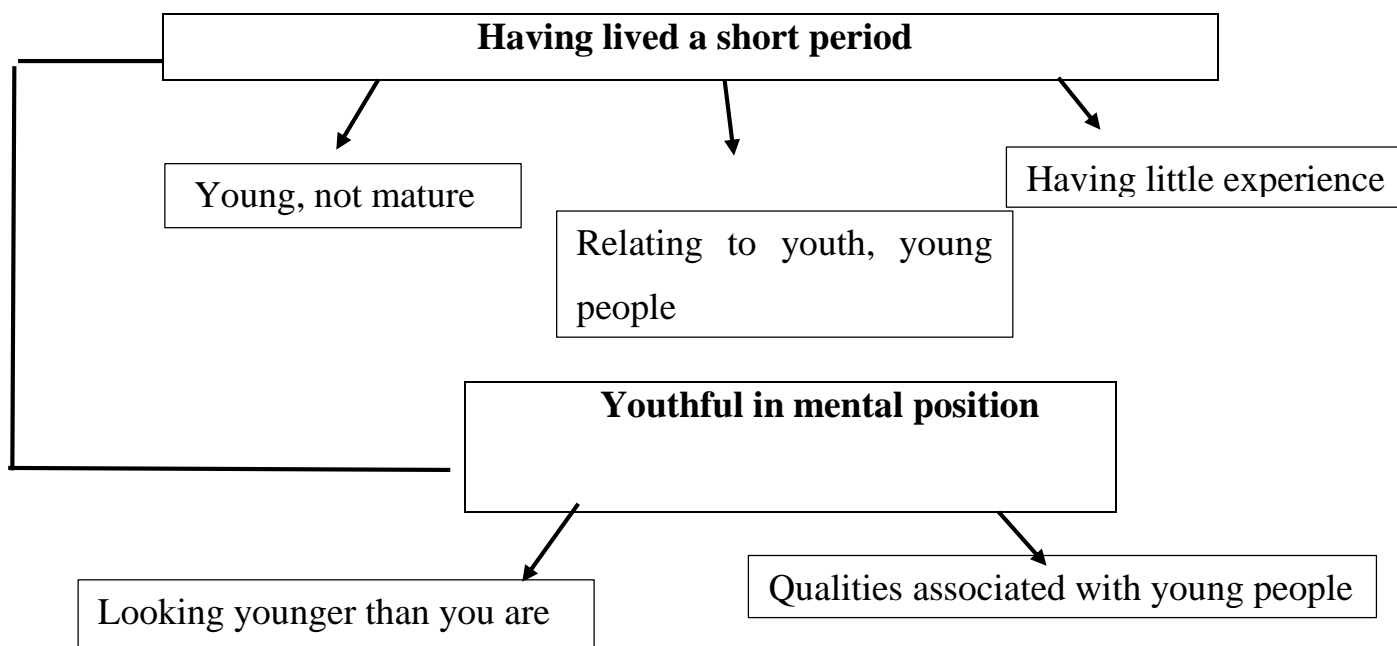 Having lived a short period
Young, not mature
Having little experience
Relating to youth, young
people
Youthful in mental position
Looking younger than you are
Qualities associated with young people